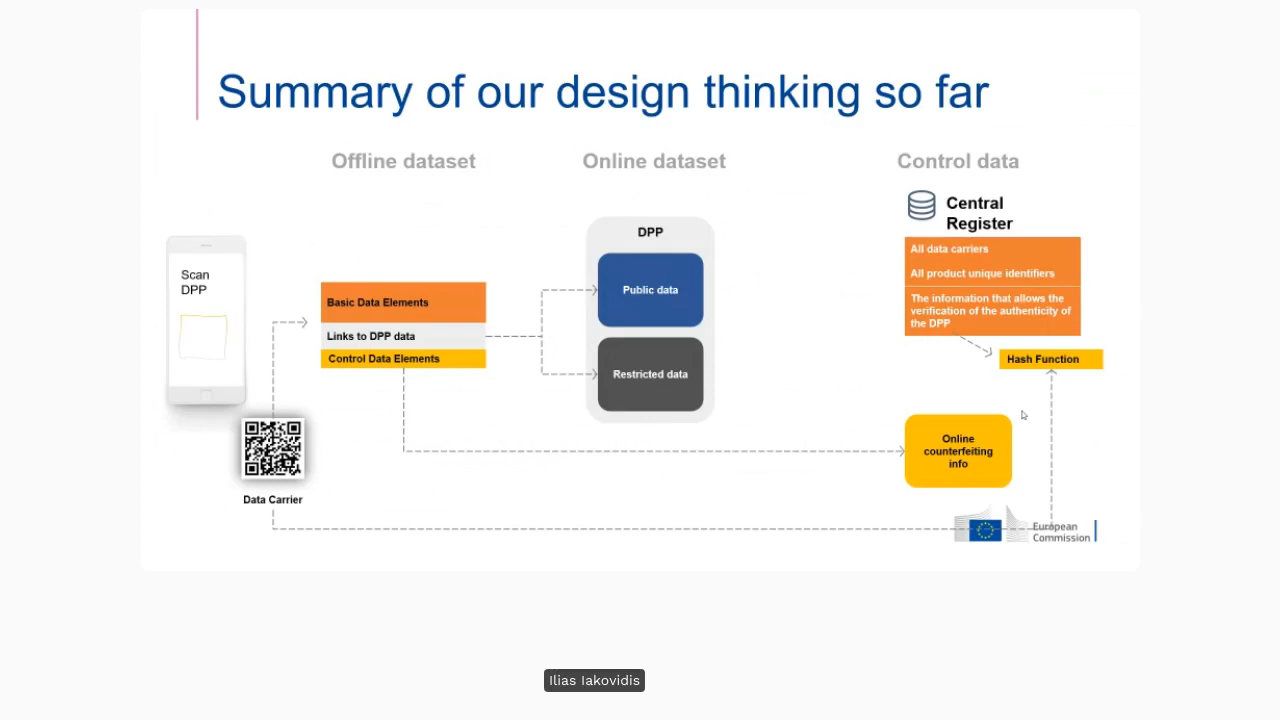 Summary of our design thinking so far
Offline dataset
Online dataset
Control data
Central
Register
All data carriers
All product unique identifiers
The information that allows the
verification of the authenticity of
the DPP
Hash Function
DPP
Public data
Restricted data
Scan
DPP
Basic Data Elements
Links to DPP data
Control Data Elements
Online
counterfeiting
info
Data Carrier
European
Commission
Ilias Iakovidis